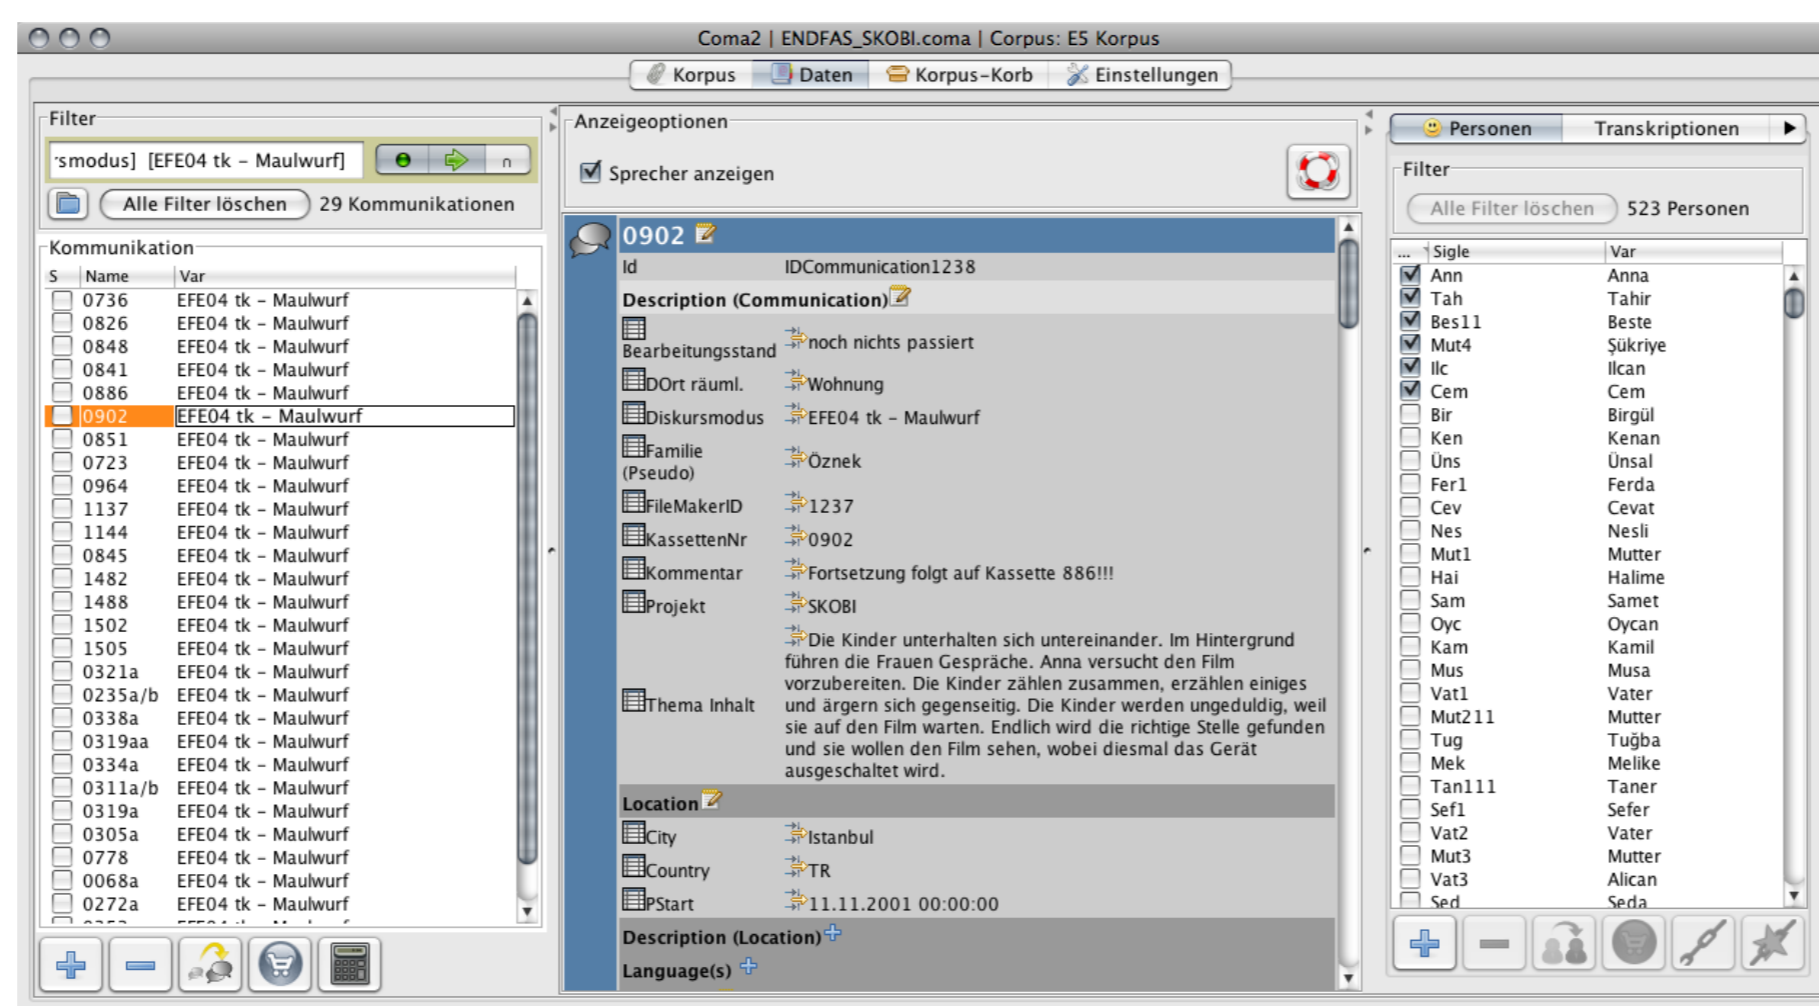 Coma2 | ENDFAS_SKOBI.coma | Corpus: E5 Korpus
Korpus Daten Korpus-Korb Einstellungen
Filter
smodus] [EFE04 tk – Maulwurf] ∩
Alle Filter löschen 29 Kommunikationen
Kommunikation
S Name Var
0736 EFE04 tk – Maulwurf
0826 EFE04 tk – Maulwurf
0848 EFE04 tk – Maulwurf
0841 EFE04 tk – Maulwurf
0886 EFE04 tk – Maulwurf
0902 EFE04 tk – Maulwurf
0851 EFE04 tk – Maulwurf
0723 EFE04 tk – Maulwurf
0964 EFE04 tk – Maulwurf
1137 EFE04 tk – Maulwurf
1144 EFE04 tk – Maulwurf
0845 EFE04 tk – Maulwurf
1482 EFE04 tk – Maulwurf
1488 EFE04 tk – Maulwurf
1502 EFE04 tk – Maulwurf
1505 EFE04 tk – Maulwurf
0321a EFE04 tk – Maulwurf
0235a/b EFE04 tk – Maulwurf
0338a EFE04 tk – Maulwurf
0319aa EFE04 tk – Maulwurf
0334a EFE04 tk – Maulwurf
0311a/b EFE04 tk – Maulwurf
0319a EFE04 tk – Maulwurf
0305a EFE04 tk – Maulwurf
0778 EFE04 tk – Maulwurf
0068a EFE04 tk – Maulwurf
0272a EFE04 tk – Maulwurf
Anzeigeoptionen
Sprecher anzeigen
0902
Id IDCommunication1238
Description (Communication)
Bearbeitungsstand noch nichts passiert
DOrt räuml. Wohnung
Diskursmodus EFE04 tk – Maulwurf
Familie
(Pseudo) Öznek
FileMakerID 1237
KassettenNr 0902
Kommentar Fortsetzung folgt auf Kassette 886!!!
Projekt SKOBI
Die Kinder unterhalten sich untereinander. Im Hintergrund
führen die Frauen Gespräche. Anna versucht den Film
vorzubereiten. Die Kinder zählen zusammen, erzählen einiges
Thema Inhalt und ärgern sich gegenseitig. Die Kinder werden ungeduldig, weil
sie auf den Film warten. Endlich wird die richtige Stelle gefunden
und sie wollen den Film sehen, wobei diesmal das Gerät
ausgeschaltet wird.
Location
City Istanbul
Country TR
PStart 11.11.2001 00:00:00
Description (Location)
Language(s)
Personen Transkriptionen
Filter
Alle Filter löschen 523 Personen
... Sigle Var
Ann Anna
Tah Tahir
Bes11 Beste
Mut4 Şükriye
Ilc Ilcan
Cem Cem
Bir Birgül
Ken Kenan
Üns Ünsal
Fer1 Ferda
Cev Cevat
Nes Nesli
Mut1 Mutter
Hai Halime
Sam Samet
Oyc Oycan
Kam Kamil
Mus Musa
Vat1 Vater
Mut211 Mutter
Tug Tuğba
Mek Melike
Tan111 Taner
Sef1 Sefer
Vat2 Vater
Mut3 Mutter
Vat3 Alican
Sed Seda